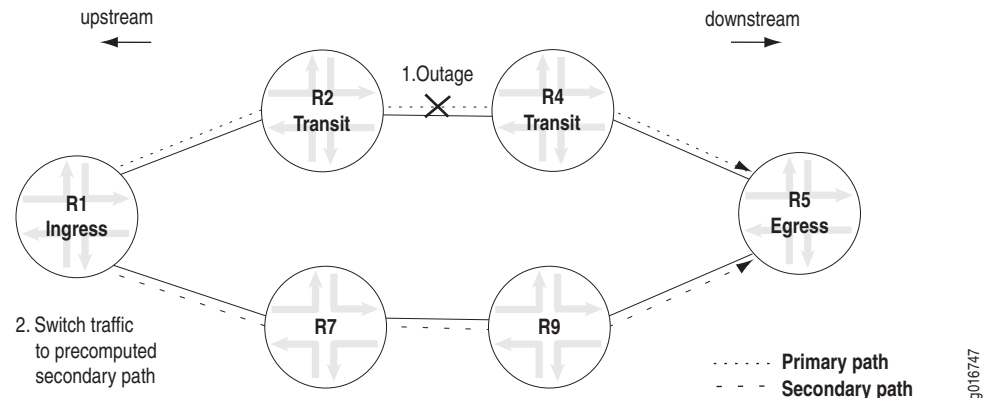 upstream
downstream
1.Outage
R2
Transit
R4
Transit
R1
Ingress
R5
Egress
R7
R9
2. Switch traffic
to precomputed
secondary path
Primary path
Secondary path
g016747